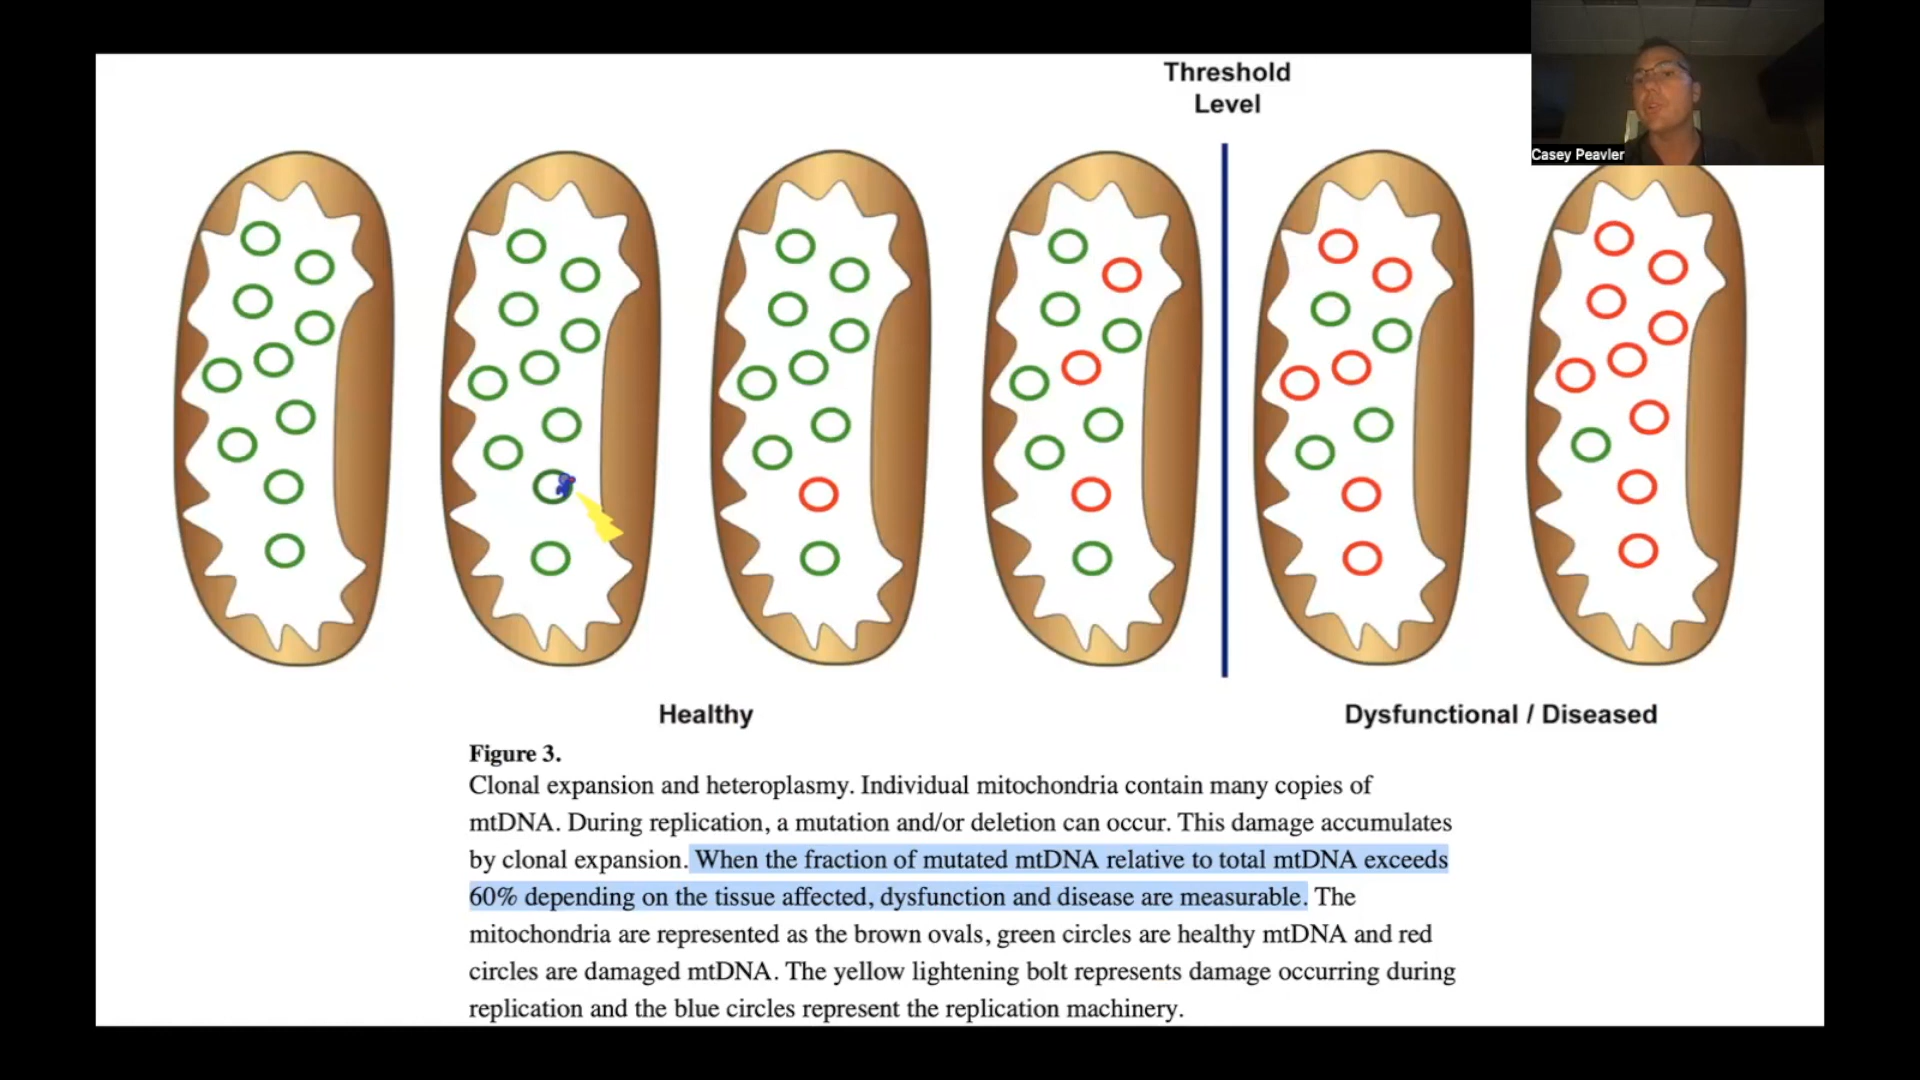 Threshold
Level
Casey Peavler
Healthy
Dysfunctional / Diseased
Figure 3.
Clonal expansion and heteroplasmy. Individual mitochondria contain many copies of
mtDNA. During replication, a mutation and/or deletion can occur. This damage accumulates
by clonal expansion. When the fraction of mutated mtDNA relative to total mtDNA exceeds
60% depending on the tissue affected, dysfunction and disease are measurable. The
mitochondria are represented as the brown ovals, green circles are healthy mtDNA and red
circles are damaged mtDNA. The yellow lightening bolt represents damage occurring during
replication and the blue circles represent the replication machinery.